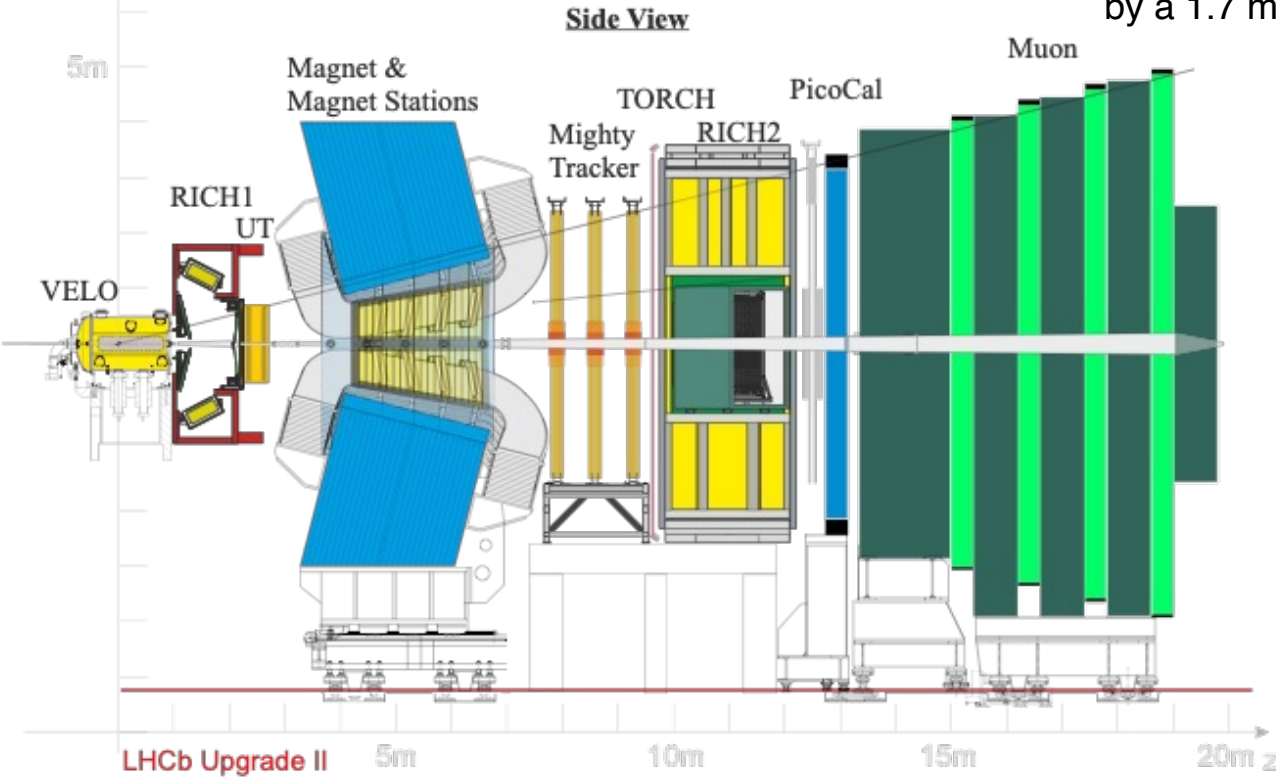 by a 1.7 m
Side View
5m
Magnet &
Magnet Stations
Muon
PicoCal
TORCH
Mighty
Tracker
RICH2
RICH1
UT
VELO
LHCb Upgrade II
5m
10m
15m
20m z